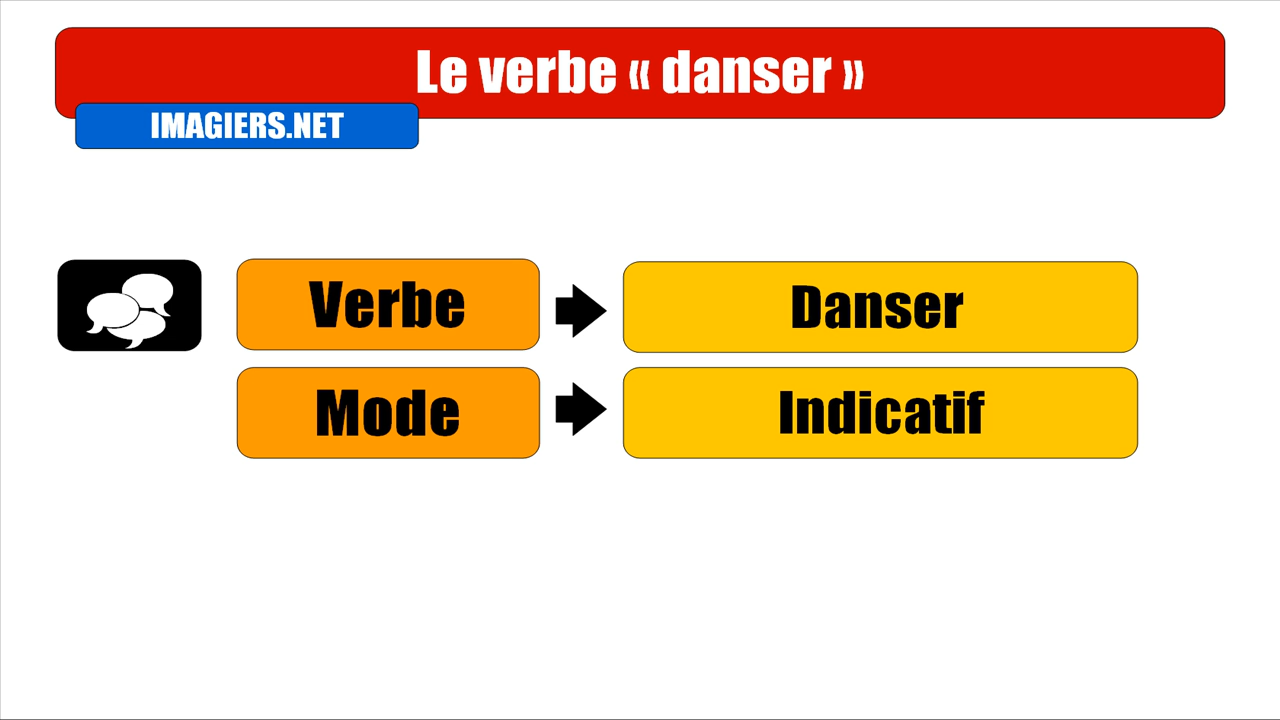 Le verbe « danser »
IMAGIERS.NET
Verbe
Danser
Mode
Indicatif